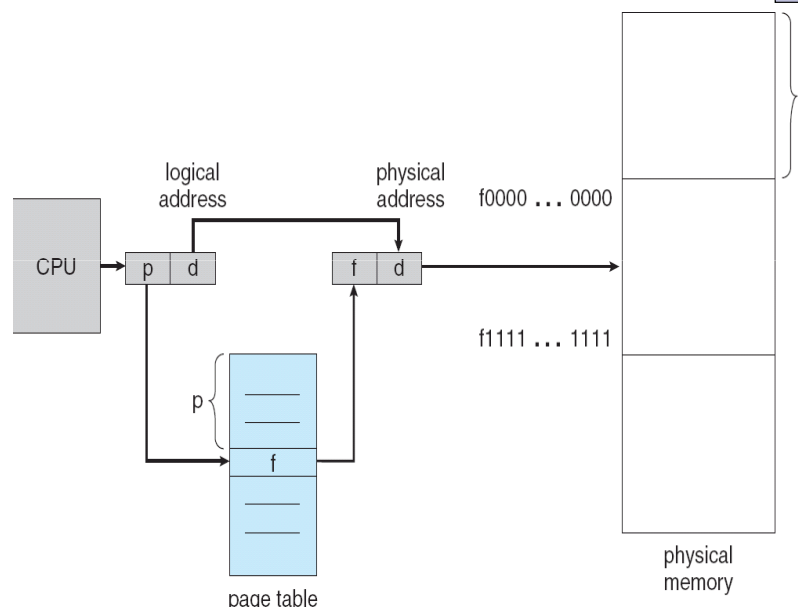 logical
address
physical
address
f0000 ... 0000
CPU
p
d
f
d
f1111 ... 1111
p
f
physical
memory
page table